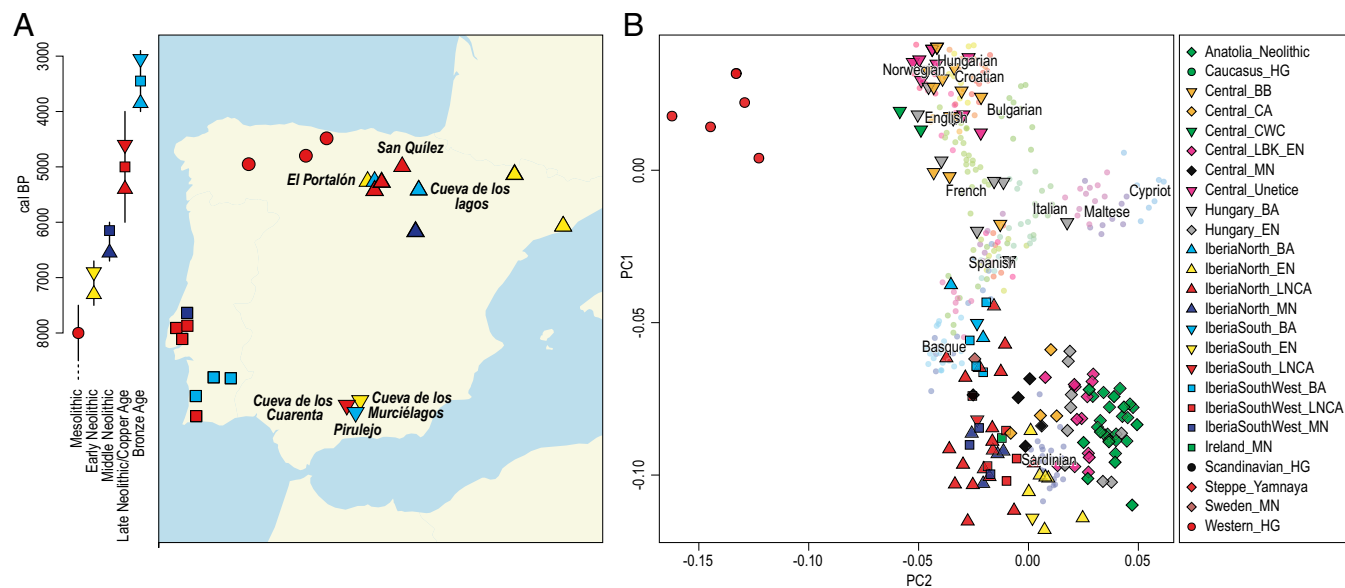 A
cal BP
3000
4000
5000
6000
7000
8000
Mesolithic
Early Neolithic
Middle Neolithic
Late Neolithic/Copper Age
Bronze Age
San Quílez
El Portalón
Cueva de los
lagos
Cueva de los
Cuarenta
Cueva de los
Murciélagos
Pirulejo
B
PC1
0.00
-0.05
-0.10
-0.15
-0.10
-0.05
0.00
0.05
PC2
Hungarian
Norwegian
Croatian
Bulgarian
English
French
Italian
Maltese
Cypriot
Spanish
Basque
Sardinian
Anatolia_Neolithic
Caucasus_HG
Central_BB
Central_CA
Central_CWC
Central_LBK_EN
Central_MN
Central_Unetice
Hungary_BA
Hungary_EN
IberiaNorth_BA
IberiaNorth_EN
IberiaNorth_LNCA
IberiaNorth_MN
IberiaSouth_BA
IberiaSouth_EN
IberiaSouth_LNCA
IberiaSouthWest_BA
IberiaSouthWest_LNCA
IberiaSouthWest_MN
Ireland_MN
Scandinavian_HG
Steppe_Yamnaya
Sweden_MN
Western_HG